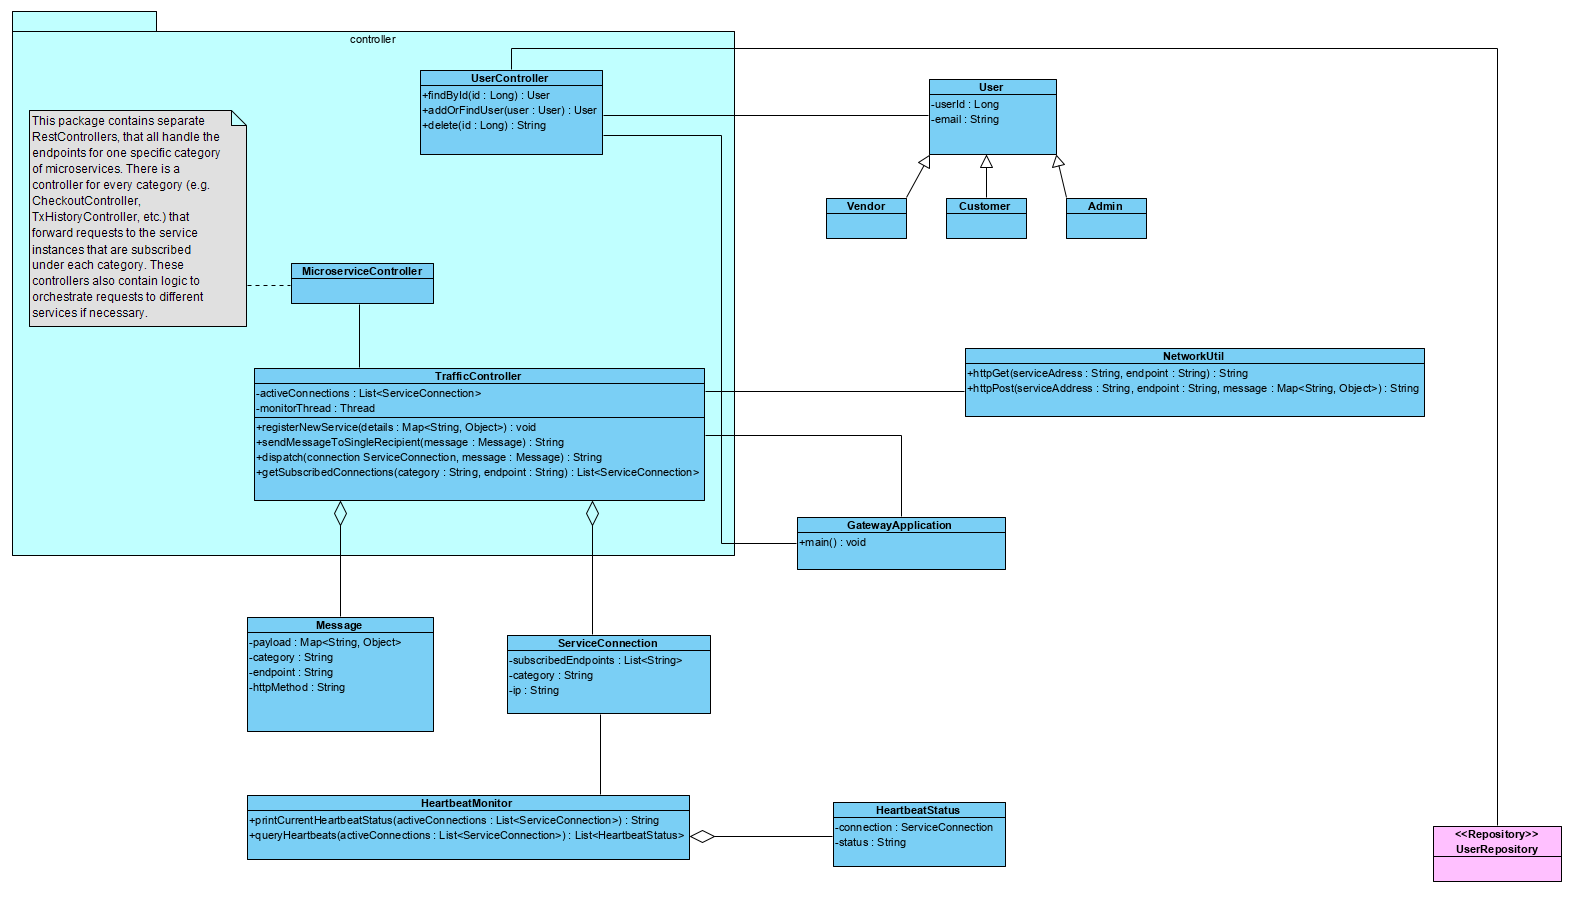 controller
UserController
+findById(id : Long) : User
+addOrFindUser(user : User) : User
+delete(id : Long) : String
User
-userId : Long
-email : String
This package contains separate
RestControllers, that all handle the
endpoints for one specific category
of microservices. There is a
controller for every category (e.g.
CheckoutController,
TxHistoryController, etc.) that
forward requests to the service
instances that are subscribed
under each category. These
controllers also contain logic to
orchestrate requests to different
services if necessary.
Vendor
Customer
Admin
MicroserviceController
TrafficController
-activeConnections : List<ServiceConnection>
-monitorThread : Thread
+registerNewService(details : Map<String, Object>) : void
+sendMessageToSingleRecipient(message : Message) : String
+dispatch(connection ServiceConnection, message : Message) : String
+getSubscribedConnections(category : String, endpoint : String) : List<ServiceConnection>
NetworkUtil
+httpGet(serviceAdress : String, endpoint : String) : String
+httpPost(serviceAddress : String, endpoint : String, message : Map<String, Object>) : String
GatewayApplication
+main() : void
Message
-payload : Map<String, Object>
-category : String
-endpoint : String
-httpMethod : String
ServiceConnection
-subscribedEndpoints : List<String>
-category : String
-ip : String
HeartbeatMonitor
+printCurrentHeartbeatStatus(activeConnections : List<ServiceConnection>) : String
+queryHeartbeats(activeConnections : List<ServiceConnection>) : List<HeartbeatStatus>
HeartbeatStatus
-connection : ServiceConnection
-status : String
<<Repository>>
UserRepository